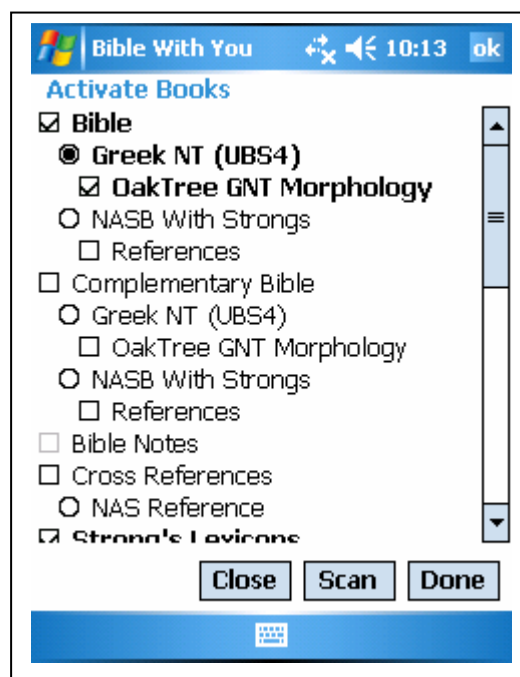 Bible With You 10:13 ok
Activate Books
Bible
Greek NT (UBS4)
OakTree GNT Morphology
NASB With Strongs
References
Complementary Bible
Greek NT (UBS4)
OakTree GNT Morphology
NASB With Strongs
References
Bible Notes
Cross References
NAS Reference
Strong's Lexicons
Close Scan Done